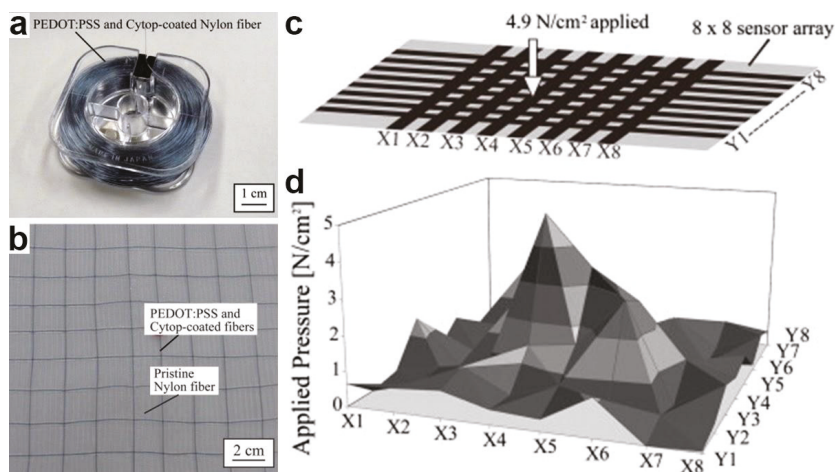 a
PEDOT:PSS and Cytop-coated Nylon fiber
MADE IN JAPAN
1 cm
b
PEDOT:PSS and
Cytop-coated fibers
Pristine
Nylon fiber
2 cm
c
4.9 N/cm² applied
8 x 8 sensor array
X1 X2 X3 X4 X5 X6 X7 X8
Y1 Y8
d
Applied Pressure [N/cm²]
5
4
3
2
1
0
X1 X2 X3 X4 X5 X6 X7 X8
Y1
Y2
Y3
Y4
Y5
Y6
Y7
Y8